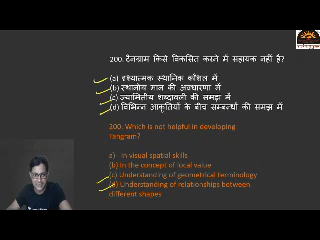 200. टैनग्राम किसे विकसित करने में सहायक नहीं है?
(a) दृश्यात्मक स्थानिक कौशल में
(b) स्थानीय मान की अवधारणा में
(c) ज्यामितीय शब्दावली की समझ में
(d) विभिन्न आकृतियों के बीच सम्बन्धों की समझ में
200. Which is not helpful in developing
Tangram?
a) In visual spatial skills
(b) In the concept of local value
(c) Understanding of geometrical terminology
(d) Understanding of relationships between
different shapes